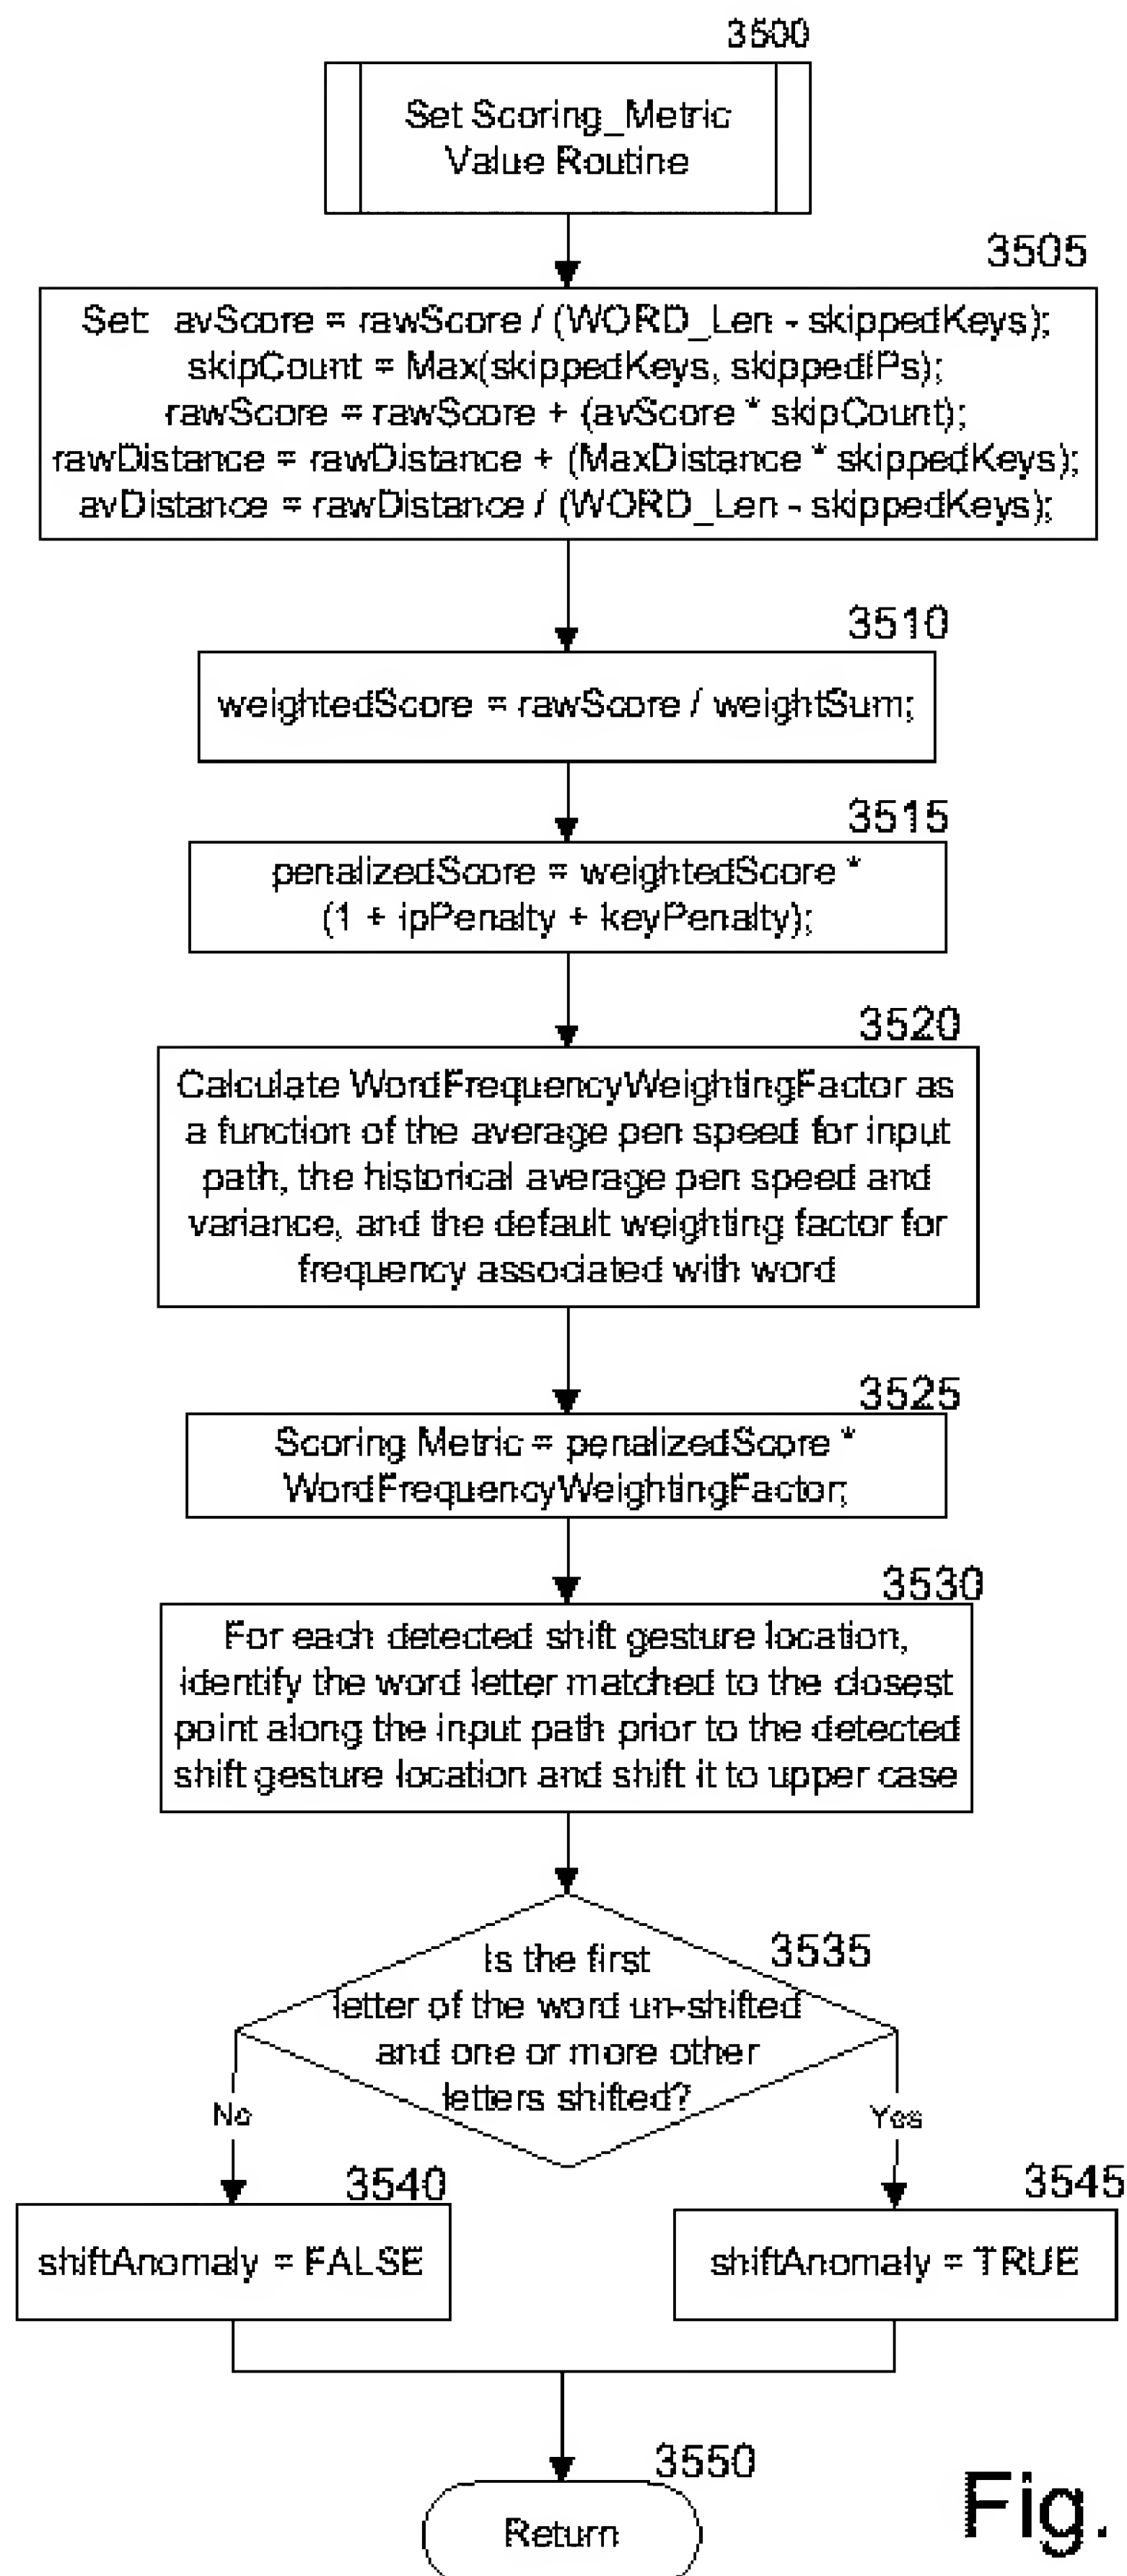 3500
Set Scoring_Metric
Value Routine
3505
Set: avScore = rawScore / (WORD_Len - skippedKeys);
skipCount = Max(skippedKeys, skippedIPs);
rawScore = rawScore + (avScore * skipCount);
rawDistance = rawDistance + (MaxDistance * skippedKeys);
avDistance = rawDistance / (WORD_Len - skippedKeys);
3510
weightedScore = rawScore / weightSum;
3515
penalizedScore = weightedScore *
(1 + ipPenalty + keyPenalty);
3520
Calculate WordFrequencyWeightingFactor as
a function of the average pen speed for input
path, the historical average pen speed and
variance, and the default weighting factor for
frequency associated with word
3525
Scoring Metric = penalizedScore *
WordFrequencyWeightingFactor;
3530
For each detected shift gesture location,
identify the word letter matched to the closest
point along the input path prior to the detected
shift gesture location and shift it to upper case
3535
Is the first
letter of the word un-shifted
and one or more other
letters shifted?
No
Yes
3540
3545
shiftAnomaly = FALSE
shiftAnomaly = TRUE
3550
Return
Fig.